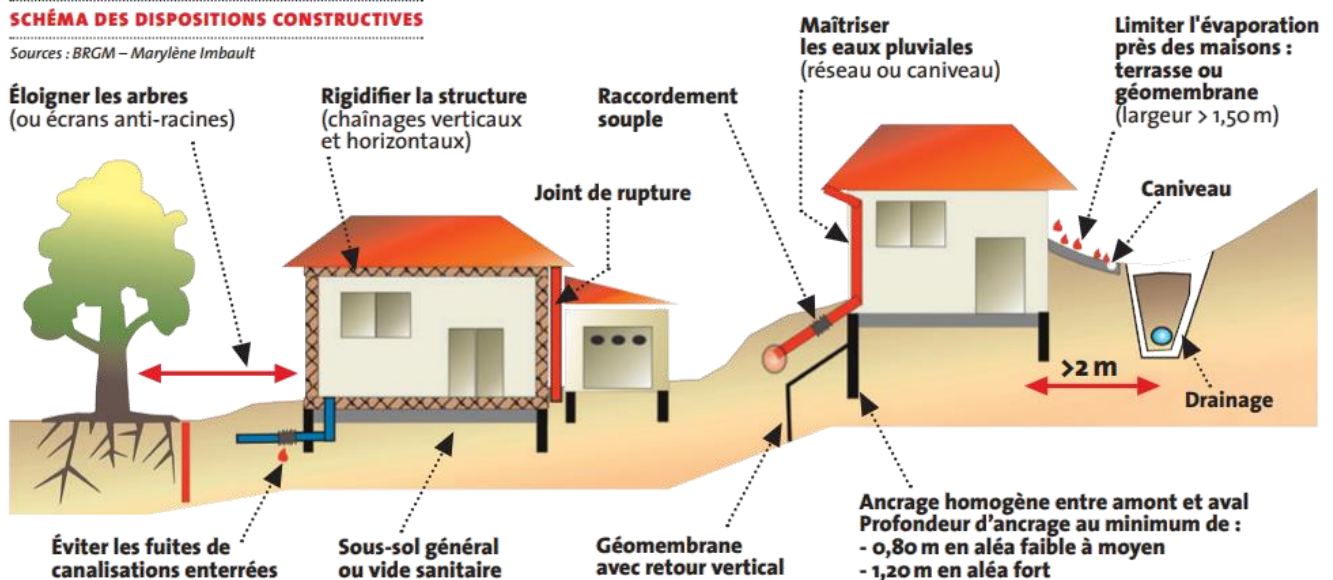 SCHÉMA DES DISPOSITIONS CONSTRUCTIVES
Sources : BRGM – Marylène Imbault
Éloigner les arbres
(ou écrans anti-racines)
Rigidifier la structure
(chaînages verticaux
et horizontaux)
Raccordement
souple
Joint de rupture
Maîtriser
les eaux pluviales
(réseau ou caniveau)
Limiter l'évaporation
près des maisons :
terrasse ou
géomembrane
(largeur > 1,50 m)
Caniveau
>2 m
Drainage
Éviter les fuites de
canalisations enterrées
Sous-sol général
ou vide sanitaire
Géomembrane
avec retour vertical
Ancrage homogène entre amont et aval
Profondeur d’ancrage au minimum de :
- 0,80 m en aléa faible à moyen
- 1,20 m en aléa fort